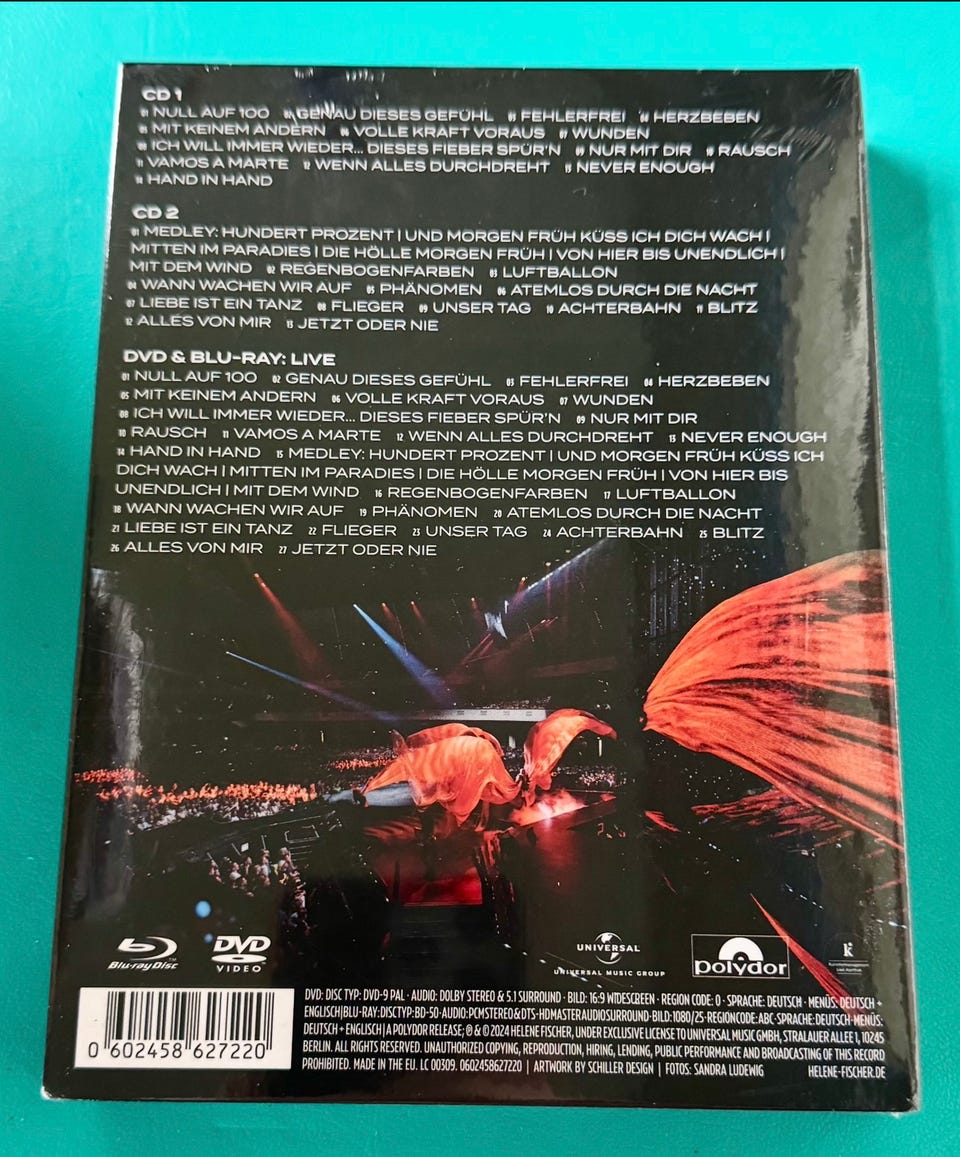 CD 1
01 NULL AUF 100 02 GENAU DIESES GEFÜHL 03 FEHLERFREI 04 HERZBEBEN
05 MIT KEINEM ANDERN 06 VOLLE KRAFT VORAUS 07 WUNDEN
08 ICH WILL IMMER WIEDER... DIESES FIEBER SPÜR'N 09 NUR MIT DIR 10 RAUSCH
11 VAMOS A MARTE 12 WENN ALLES DURCHDREHT 13 NEVER ENOUGH
14 HAND IN HAND
CD 2
01 MEDLEY: HUNDERT PROZENT | UND MORGEN FRÜH KÜSS ICH DICH WACH |
MITTEN IM PARADIES | DIE HÖLLE MORGEN FRÜH | VON HIER BIS UNENDLICH |
MIT DEM WIND 02 REGENBOGENFARBEN 03 LUFTBALLON
04 WANN WACHEN WIR AUF 05 PHÄNOMEN 06 ATEMLOS DURCH DIE NACHT
07 LIEBE IST EIN TANZ 08 FLIEGER 09 UNSER TAG 10 ACHTERBAHN 11 BLITZ
12 ALLES VON MIR 13 JETZT ODER NIE
DVD & BLU-RAY: LIVE
01 NULL AUF 100 02 GENAU DIESES GEFÜHL 03 FEHLERFREI 04 HERZBEBEN
05 MIT KEINEM ANDERN 06 VOLLE KRAFT VORAUS 07 WUNDEN
08 ICH WILL IMMER WIEDER... DIESES FIEBER SPÜR'N 09 NUR MIT DIR
10 RAUSCH 11 VAMOS A MARTE 12 WENN ALLES DURCHDREHT 13 NEVER ENOUGH
14 HAND IN HAND 15 MEDLEY: HUNDERT PROZENT | UND MORGEN FRÜH KÜSS ICH
DICH WACH | MITTEN IM PARADIES | DIE HÖLLE MORGEN FRÜH | VON HIER BIS
UNENDLICH | MIT DEM WIND 16 REGENBOGENFARBEN 17 LUFTBALLON
18 WANN WACHEN WIR AUF 19 PHÄNOMEN 20 ATEMLOS DURCH DIE NACHT
21 LIEBE IST EIN TANZ 22 FLIEGER 23 UNSER TAG 24 ACHTERBAHN 25 BLITZ
26 ALLES VON MIR 27 JETZT ODER NIE
Blu-ray Disc™
DVD
VIDEO
UNIVERSAL
UNIVERSAL MUSIC GROUP
polydor
0 602458 627220
DVD: DISC TYP: DVD-9 PAL · AUDIO: DOLBY STEREO & 5.1 SURROUND · BILD: 16:9 WIDESCREEN · REGION CODE: 0 · SPRACHE: DEUTSCH · MENÜS: DEUTSCH +
ENGLISCH | BLU-RAY: DISC TYP: BD-50 · AUDIO: PCM STEREO & DTS-HD MASTER AUDIO SURROUND · BILD: 1080/25 · REGIONCODE: ABC · SPRACHE: DEUTSCH · MENÜS:
DEUTSCH + ENGLISCH | A POLYDOR RELEASE; ℗ & © 2024 HELENE FISCHER, UNDER EXCLUSIVE LICENSE TO UNIVERSAL MUSIC GMBH, STRALAUER ALLEE 1, 10245
BERLIN. ALL RIGHTS RESERVED. UNAUTHORIZED COPYING, REPRODUCTION, HIRING, LENDING, PUBLIC PERFORMANCE AND BROADCASTING OF THIS RECORD
PROHIBITED. MADE IN THE EU. LC 00309. 0602458627220 | ARTWORK BY SCHILLER DESIGN | FOTOS: SANDRA LUDEWIG
HELENE-FISCHER.DE